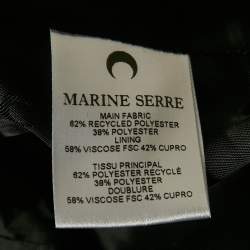 MARINE SERRE
MAIN FABRIC
62% RECYCLED POLYESTER
38% POLYESTER
LINING
58% VISCOSE FSC 42% CUPRO
TISSU PRINCIPAL
62% POLYESTER RECYCLÉ
38% POLYESTER
DOUBLURE
58% VISCOSE FSC 42% CUPRO